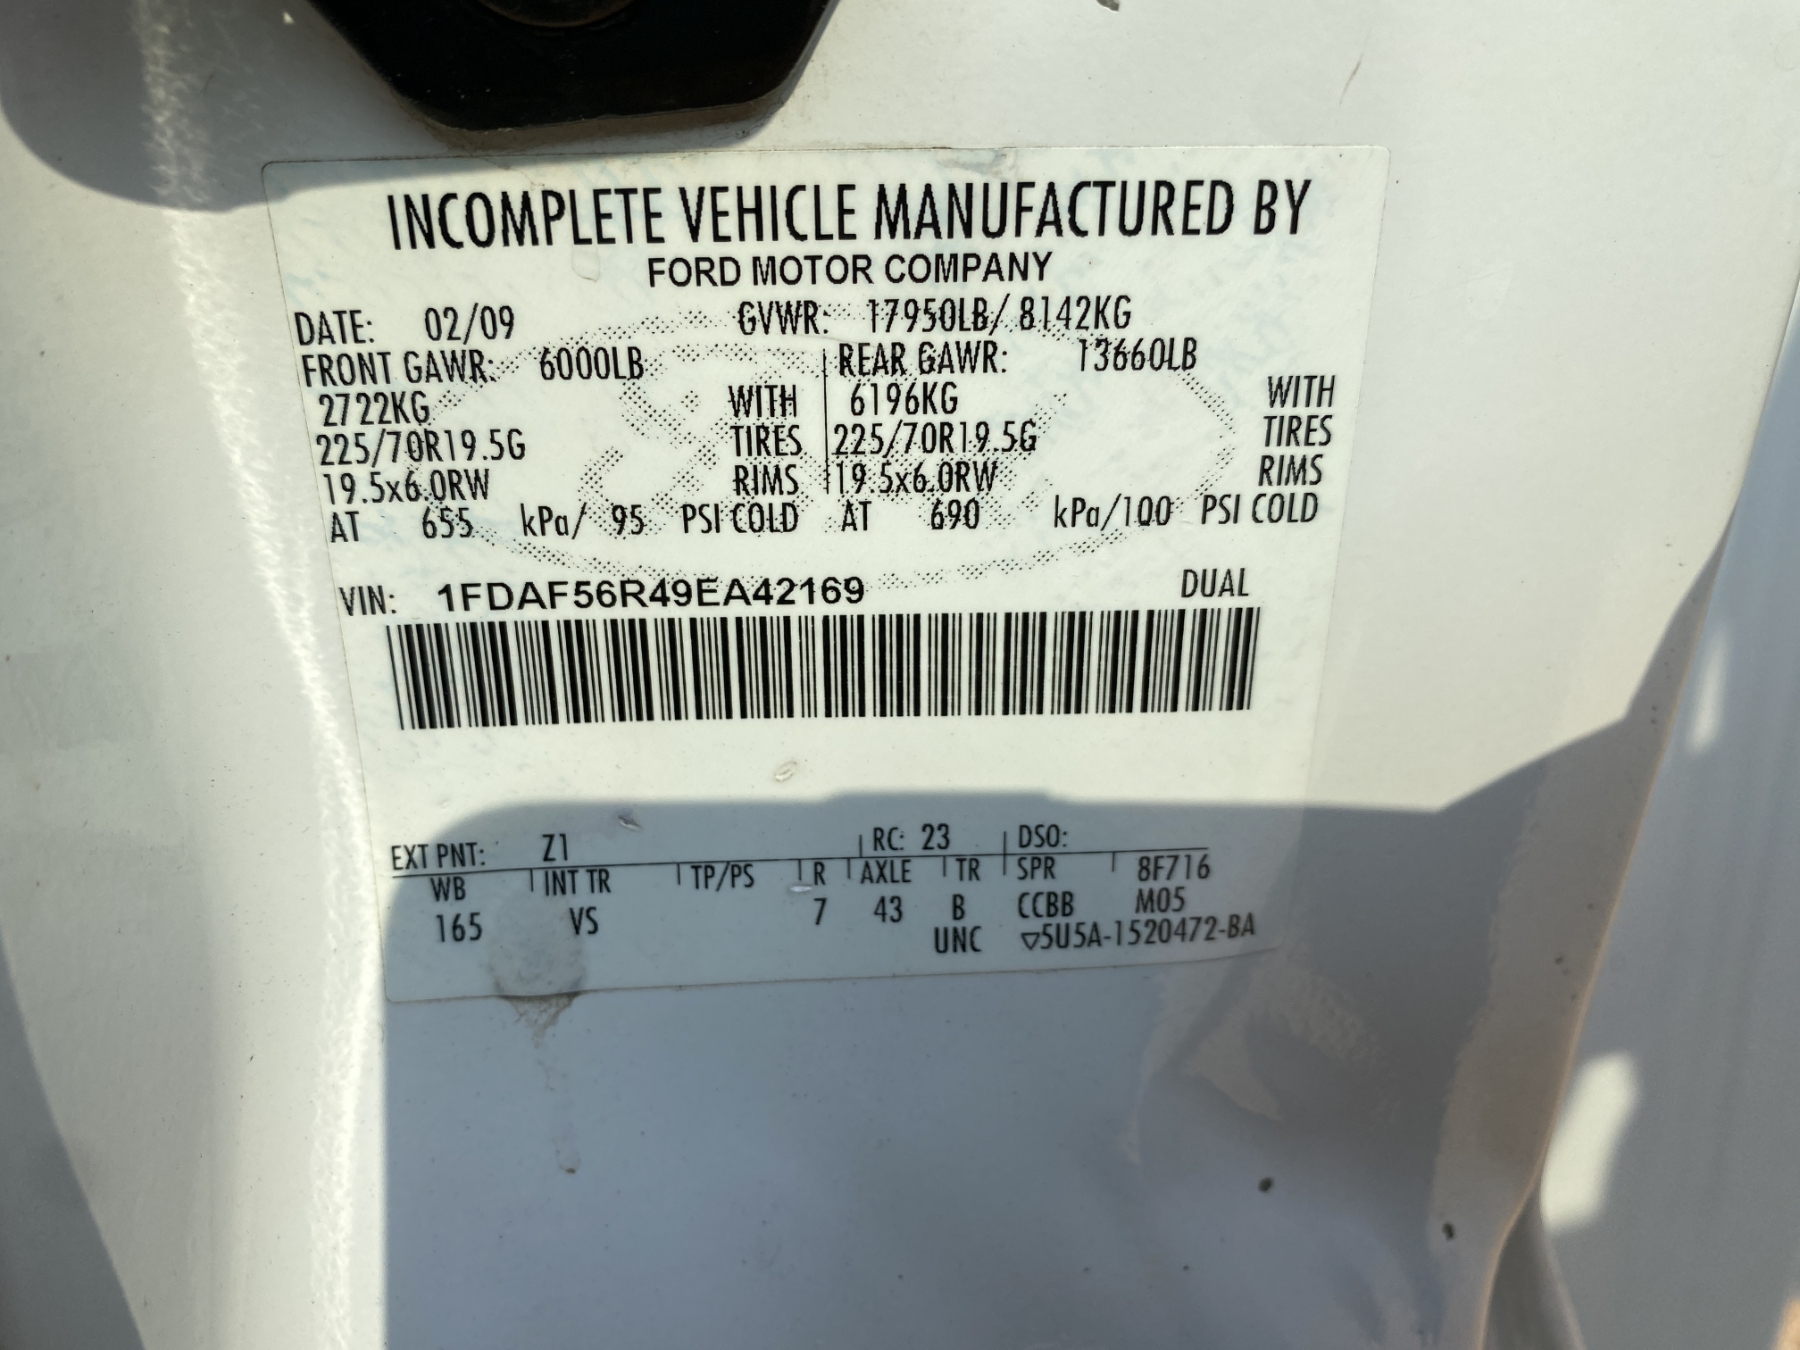 INCOMPLETE VEHICLE MANUFACTURED BY
FORD MOTOR COMPANY
DATE: 02/09 GVWR: 17950LB/ 8142KG
FRONT GAWR: 6000LB REAR GAWR: 13660LB
2722KG WITH 6196KG WITH
225/70R19.5G TIRES 225/70R19.5G TIRES
19.5x6.0RW RIMS 19.5x6.0RW RIMS
AT 655 kPa/ 95 PSI COLD AT 690 kPa/100 PSI COLD
VIN: 1FDAF56R49EA42169 DUAL
EXT PNT: Z1 RC: 23 DSO:
WB INT TR TP/PS R AXLE TR SPR 8F716
165 VS 7 43 B CCBB M05
UNC ▽5U5A-1520472-BA